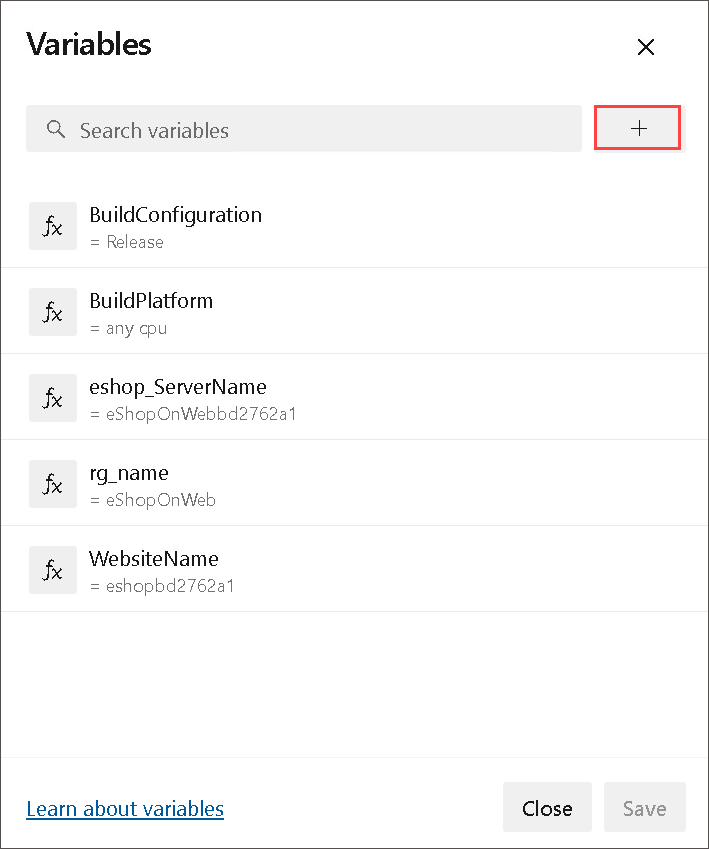 Variables
Search variables
+
fx
BuildConfiguration
= Release
fx
BuildPlatform
= any cpu
fx
eshop_ServerName
= eShopOnWebbd2762a1
fx
rg_name
= eShopOnWeb
fx
WebsiteName
= eshopbd2762a1
Learn about variables
Close
Save